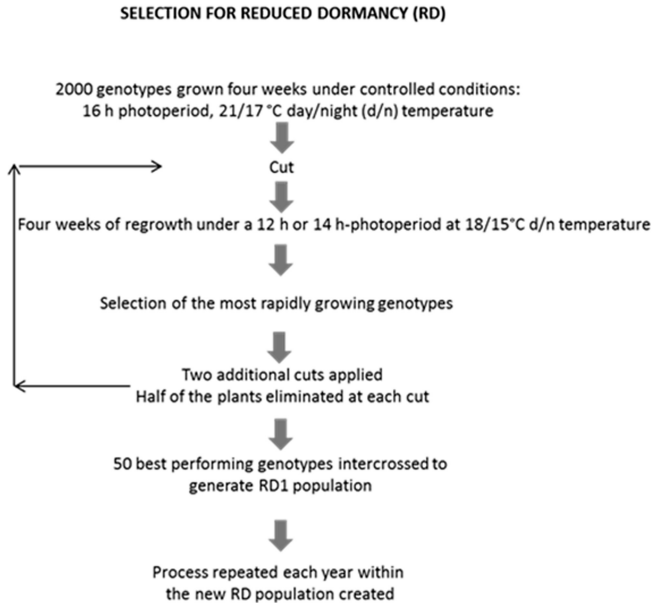 SELECTION FOR REDUCED DORMANCY (RD)
2000 genotypes grown four weeks under controlled conditions:
16 h photoperiod, 21/17 °C day/night (d/n) temperature
Cut
Four weeks of regrowth under a 12 h or 14 h-photoperiod at 18/15°C d/n temperature
Selection of the most rapidly growing genotypes
Two additional cuts applied
Half of the plants eliminated at each cut
50 best performing genotypes intercrossed to
generate RD1 population
Process repeated each year within
the new RD population created